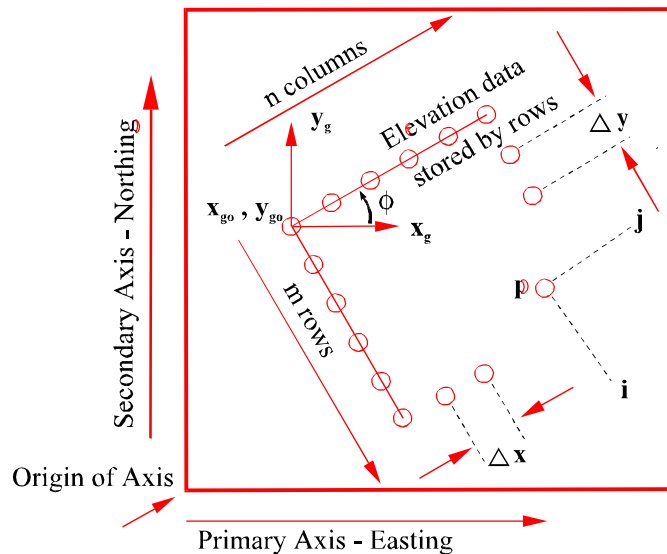 n columns
y_g
Elevation data
stored by rows
△ y
Secondary Axis - Northing
x_go , y_go
ϕ
x_g
j
m rows
p
i
△ x
Origin of Axis
Primary Axis - Easting